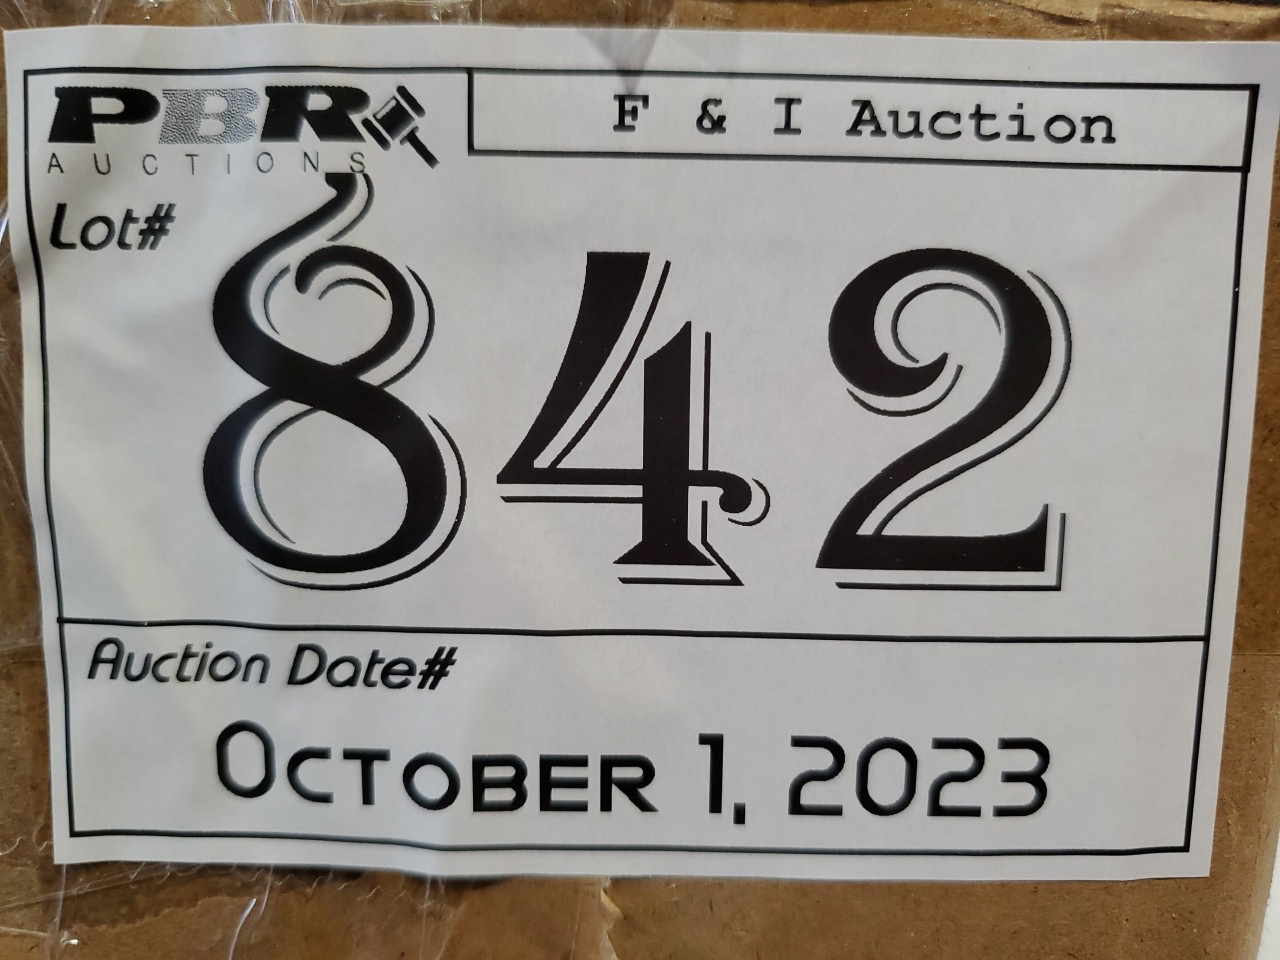 PBR
AUCTIONS
F & I Auction
Lot#
842
Auction Date#
October 1, 2023